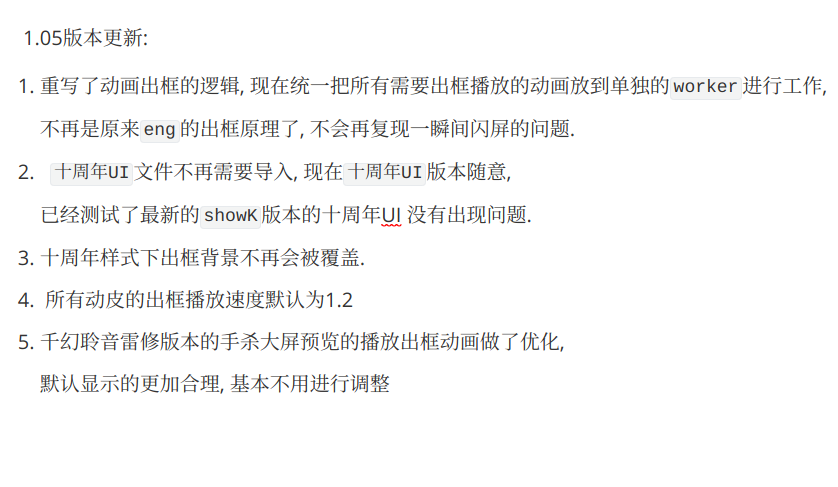 1.05版本更新:
1. 重写了动画出框的逻辑, 现在统一把所有需要出框播放的动画放到单独的worker进行工作,
不再是原来eng的出框原理了, 不会再复现一瞬间闪屏的问题.
2. 十周年UI文件不再需要导入, 现在十周年UI版本随意,
已经测试了最新的showK版本的十周年UI 没有出现问题.
3. 十周年样式下出框背景不再会被覆盖.
4. 所有动皮的出框播放速度默认为1.2
5. 千幻聆音雷修版本的手杀大屏预览的播放出框动画做了优化,
默认显示的更加合理, 基本不用进行调整